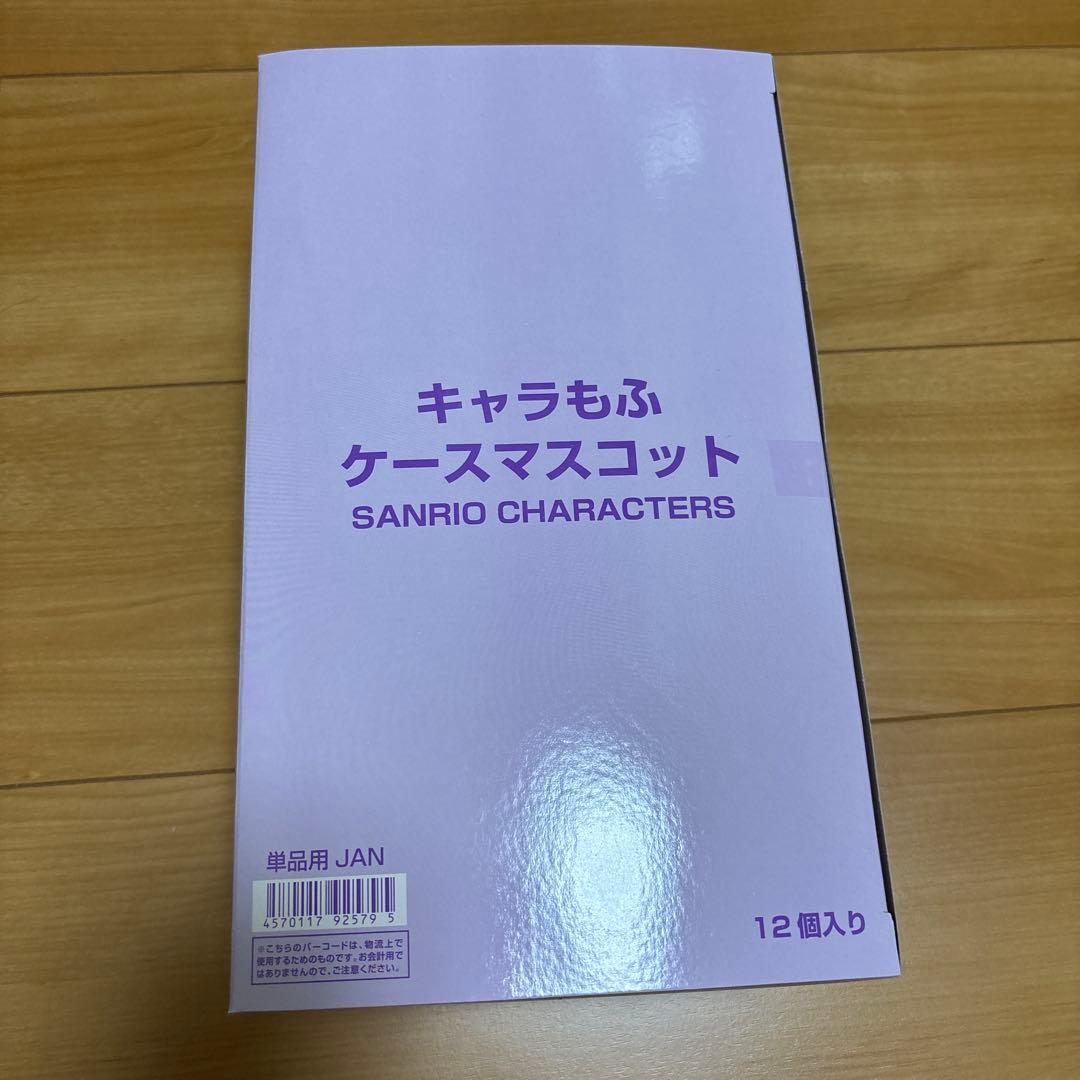 キャラもふ
ケースマスコット
SANRIO CHARACTERS
単品用 JAN
4570117 92579 5
※こちらのバーコードは、物流上で
使用するためのものです。お会計用で
はありませんので、ご注意ください。
12個入り